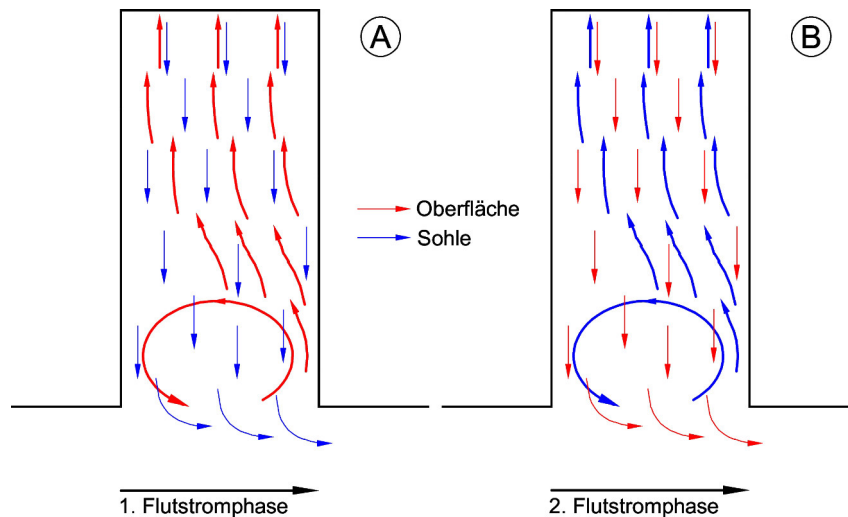 A
B
Oberfläche
Sohle
1. Flutstromphase
2. Flutstromphase